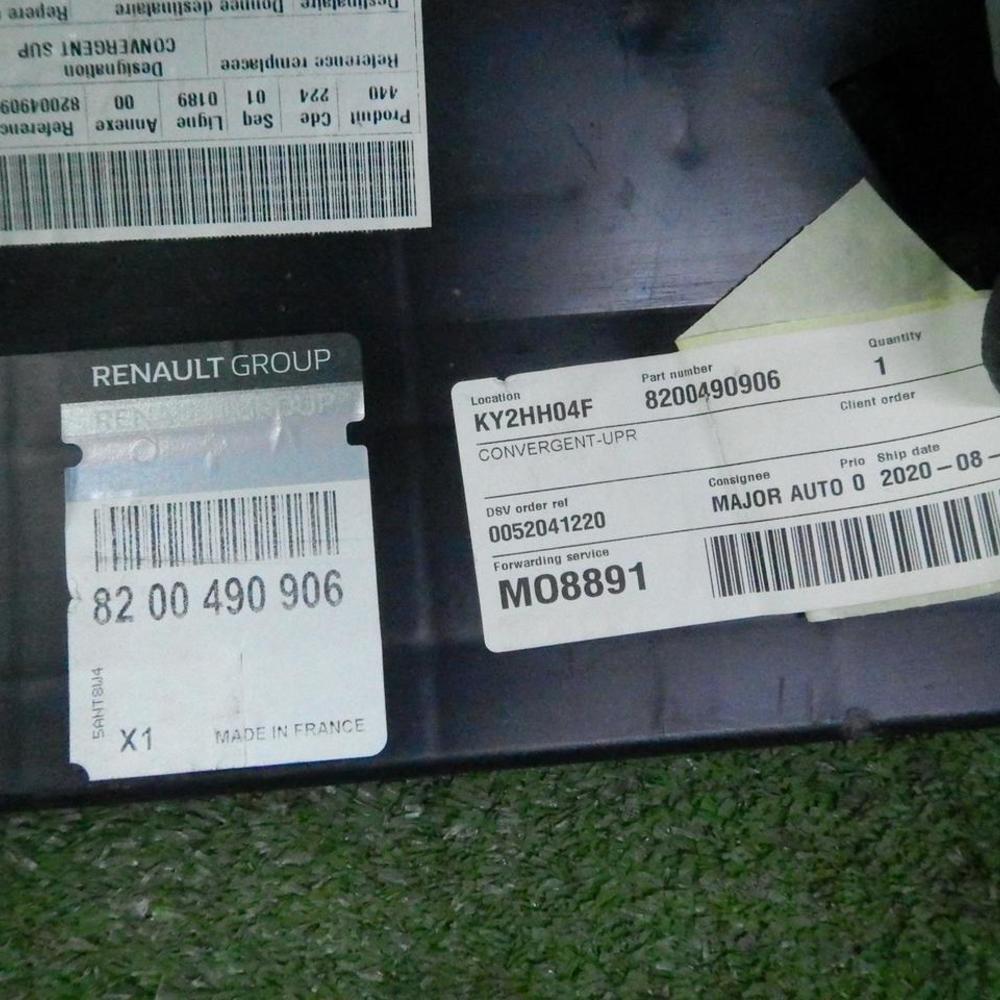 Produit Cde Seq Ligne Annexe
440 224 01 0189 00 82004909
Reference remplacee Designation
CONVERGENT SUP
Destinataire Donnee destinataire Repere
RENAULT GROUP
RENAULT GROUP
82 00 490 906
5ANT8W4
X1 MADE IN FRANCE
Location Part number Quantity
KY2HH04F 8200490906 1
CONVERGENT-UPR Client order
DSV order ref Consignee Prio Ship date
0052041220 MAJOR AUTO 0 2020-08-
Forwarding service
MO8891